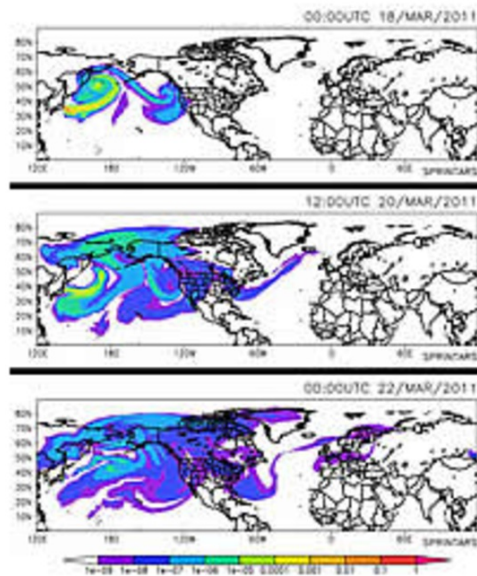 00:00UTC 18/MAR/2011
80N
70N
60N
50N
40N
30N
20N
10N
120E 180 120W 60W 0 60E
SPRINTARS
12:00UTC 20/MAR/2011
80N
70N
60N
50N
40N
30N
20N
10N
120E 180 120W 60W 0 60E
SPRINTARS
00:00UTC 22/MAR/2011
80N
70N
60N
50N
40N
30N
20N
10N
120E 180 120W 60W 0 60E
SPRINTARS
1e-09 1e-08 1e-07 1e-06 1e-05 0.0001 0.001 0.01 0.1 1